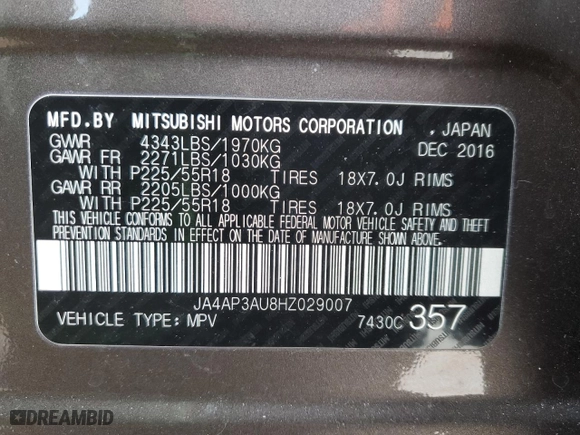 MFD.BY MITSUBISHI MOTORS CORPORATION , JAPAN
GVWR 4343LBS/1970KG DEC 2016
GAWR FR 2271LBS/1030KG
WITH P225/55R18 TIRES 18X7.0J RIMS
GAWR RR 2205LBS/1000KG
WITH P225/55R18 TIRES 18X7.0J RIMS
THIS VEHICLE CONFORMS TO ALL APPLICABLE FEDERAL MOTOR VEHICLE SAFETY AND THEFT
PREVENTION STANDARDS IN EFFECT ON THE DATE OF MANUFACTURE SHOWN ABOVE.
JA4AP3AU8HZ029007
VEHICLE TYPE: MPV 7430C 357
DREAMBID